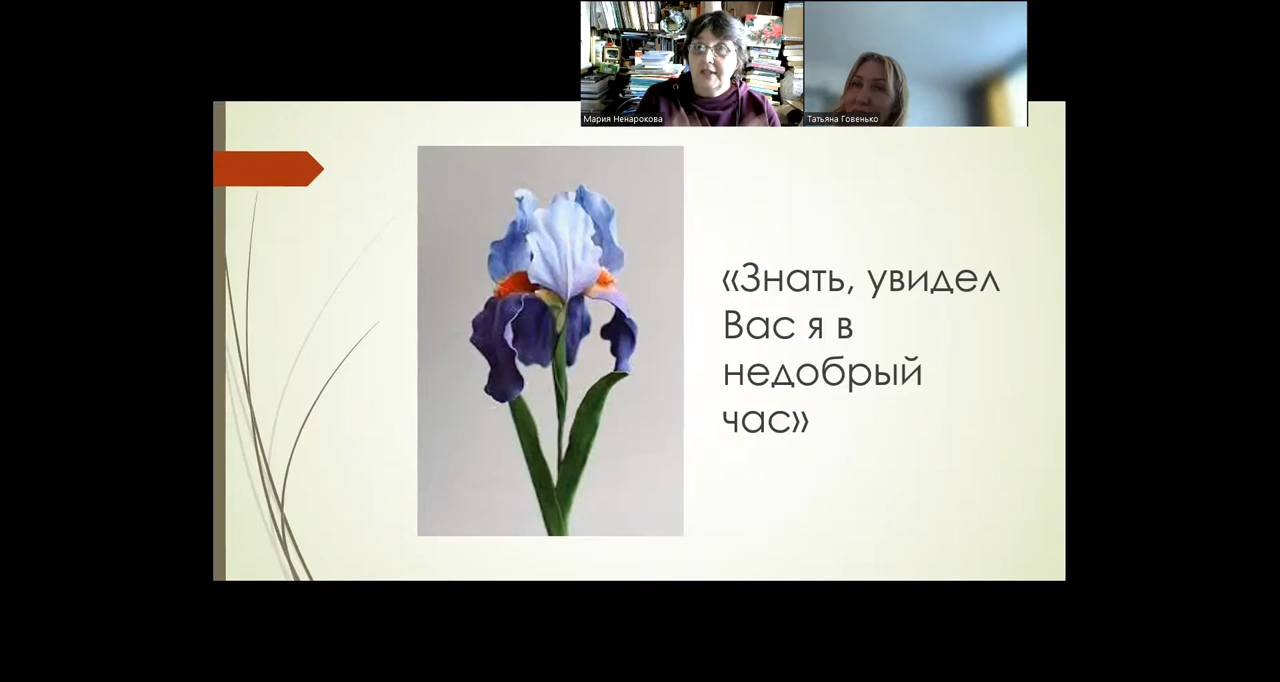 Мария Ненарокова
Татьяна Говенько
«Знать, увидел
Вас я в
недобрый
час»